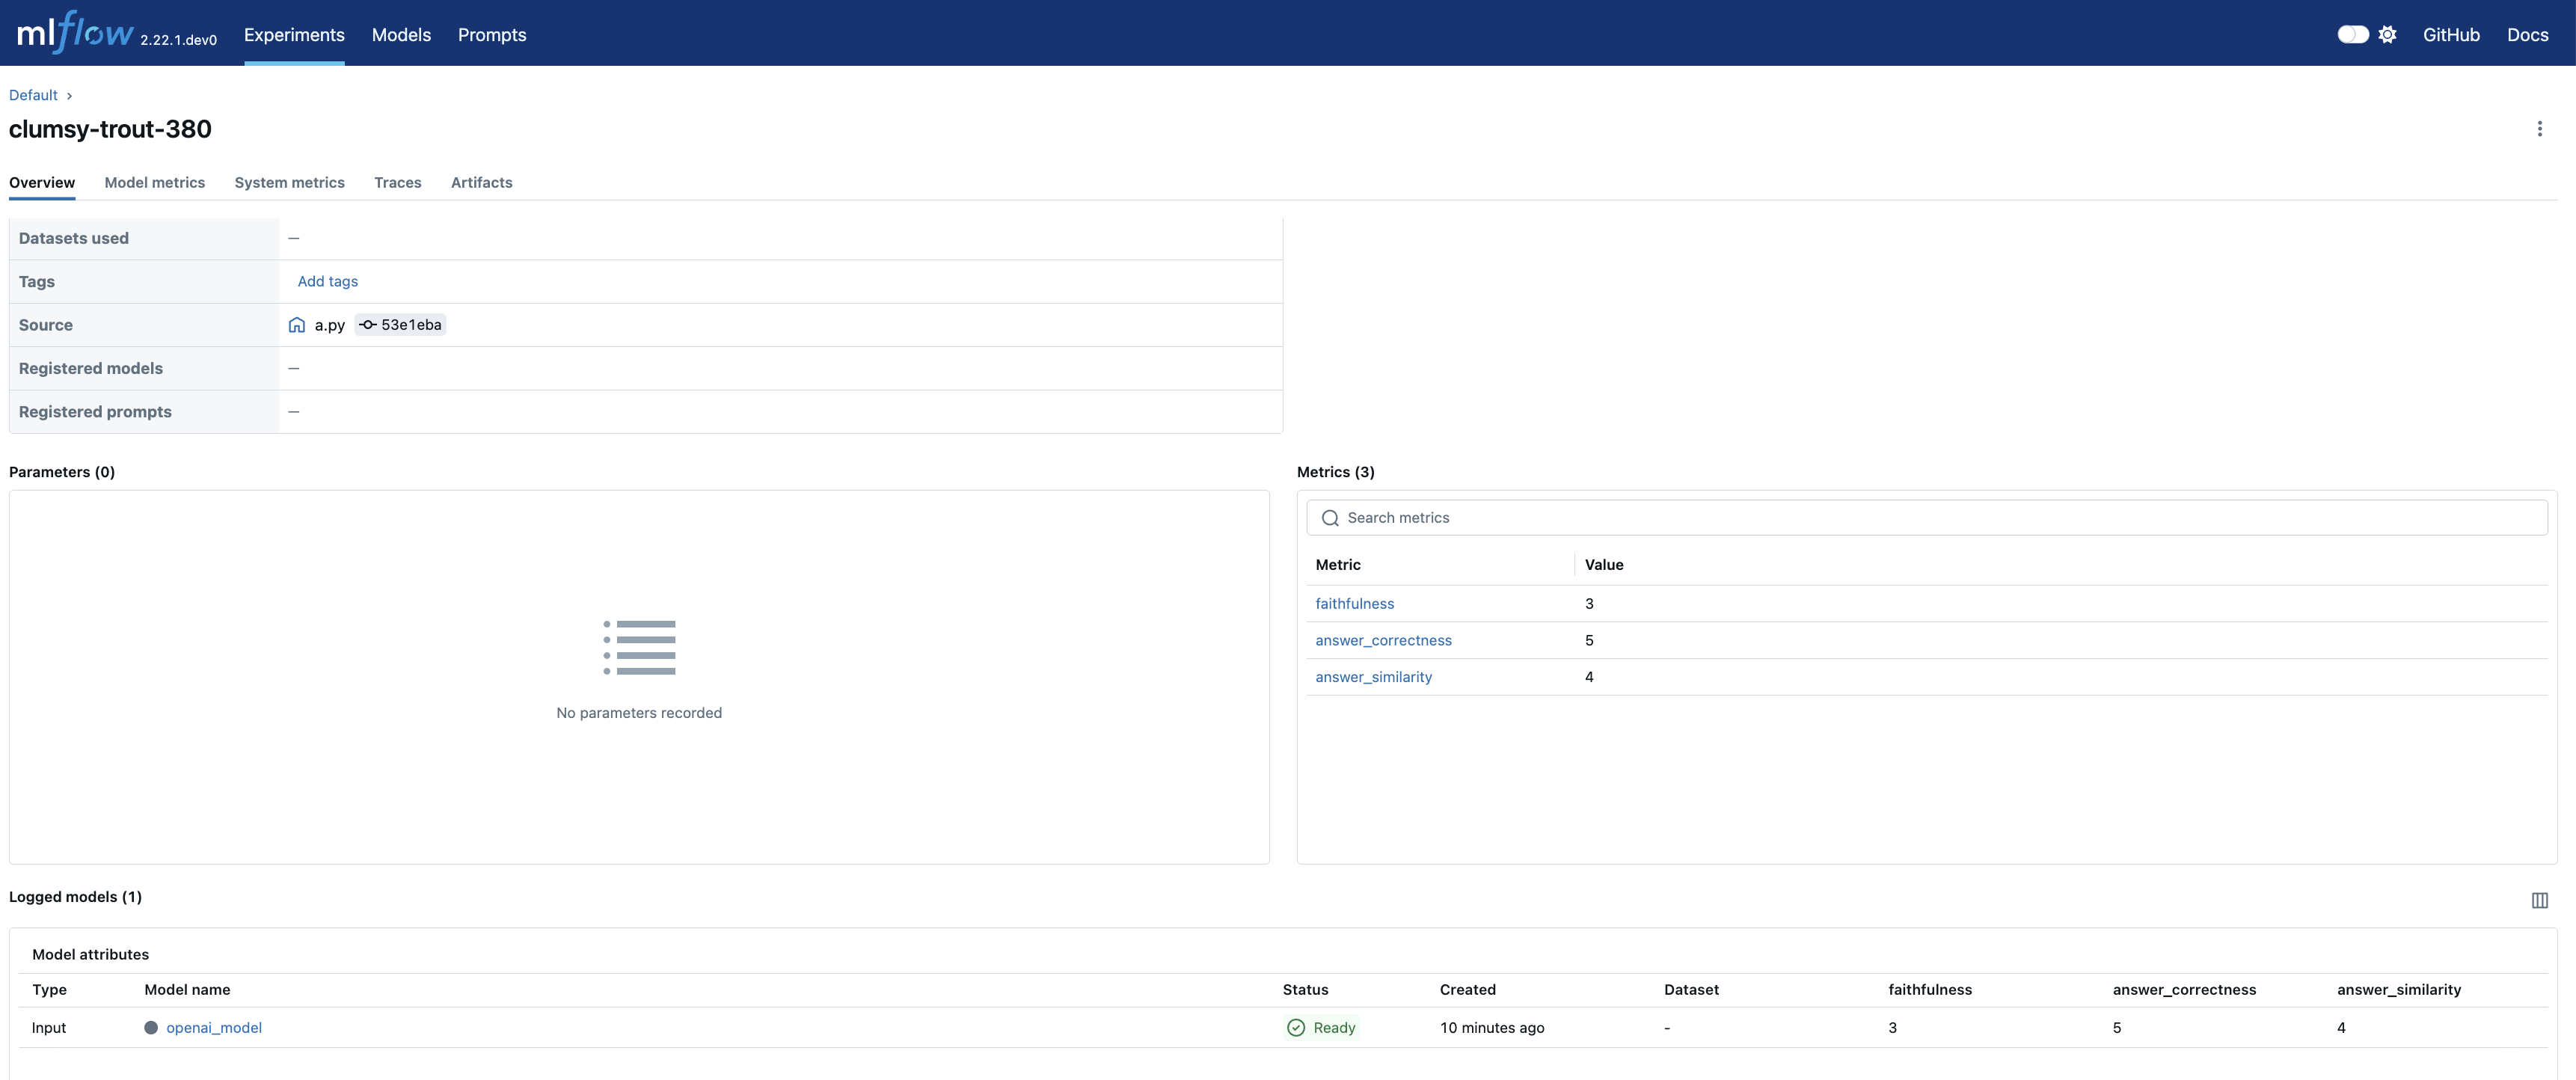 mlflow 2.22.1.dev0 Experiments Models Prompts GitHub Docs
Default ›
clumsy-trout-380
Overview Model metrics System metrics Traces Artifacts
Datasets used —
Tags Add tags
Source a.py 53e1eba
Registered models —
Registered prompts —
Parameters (0)
No parameters recorded
Metrics (3)
Search metrics
Metric Value
faithfulness 3
answer_correctness 5
answer_similarity 4
Logged models (1)
Model attributes
Type Model name Status Created Dataset faithfulness answer_correctness answer_similarity
Input openai_model Ready 10 minutes ago - 3 5 4